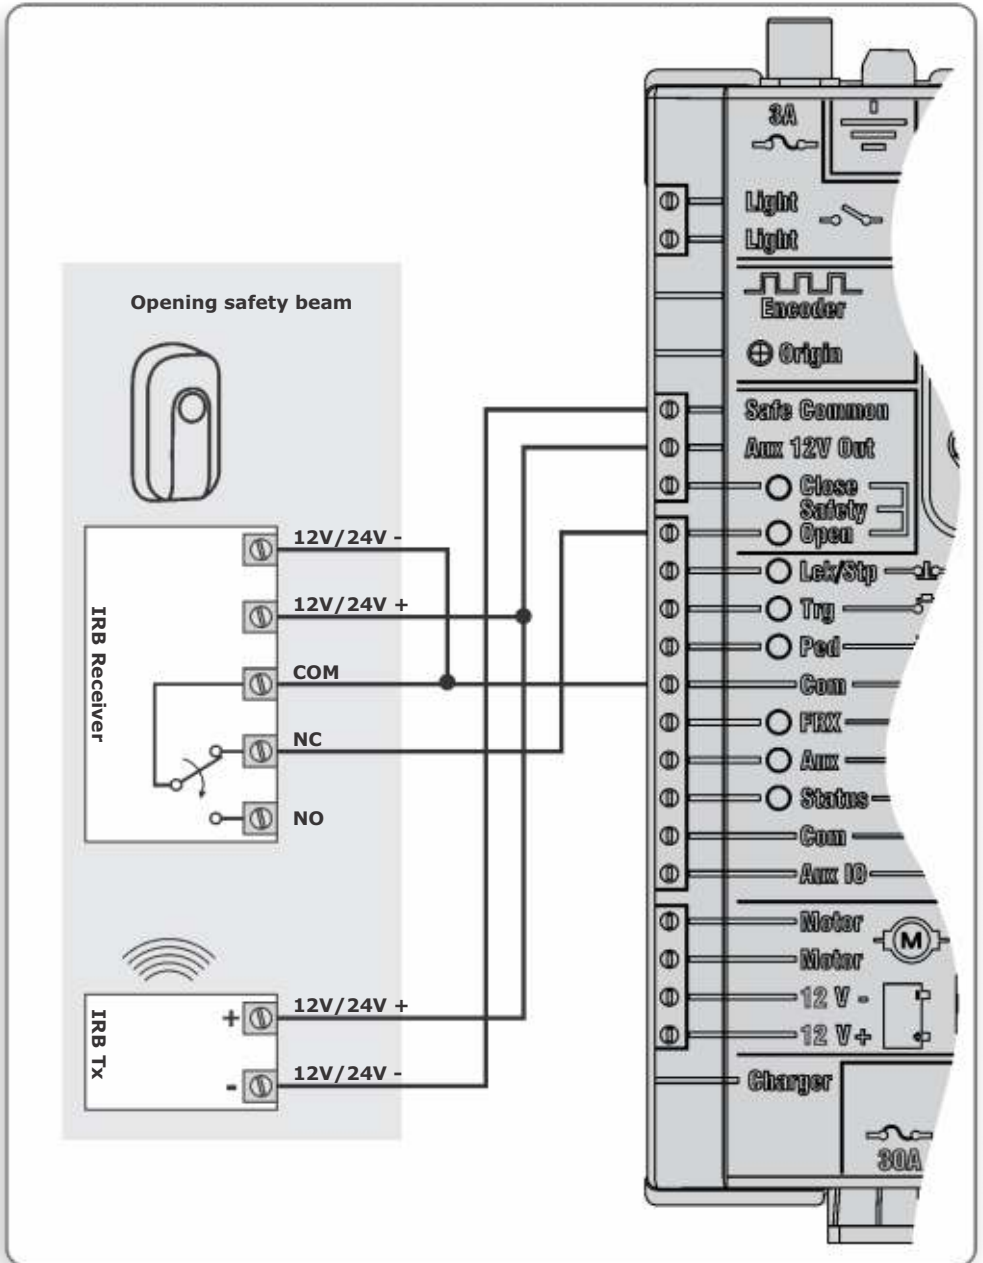 Opening safety beam
12V/24V -
12V/24V +
COM
NC
NO
IRB Receiver
12V/24V +
12V/24V -
+
-
IRB Tx
3A
Light
Light
Encoder
Origin
Safe Common
Aux 12V Out
Close
Safety
Open
Lck/Stp
Trg
Ped
Com
FRX
Aux
Status
Com
Aux IO
Motor
Motor
M
12 V -
12 V +
Charger
30A